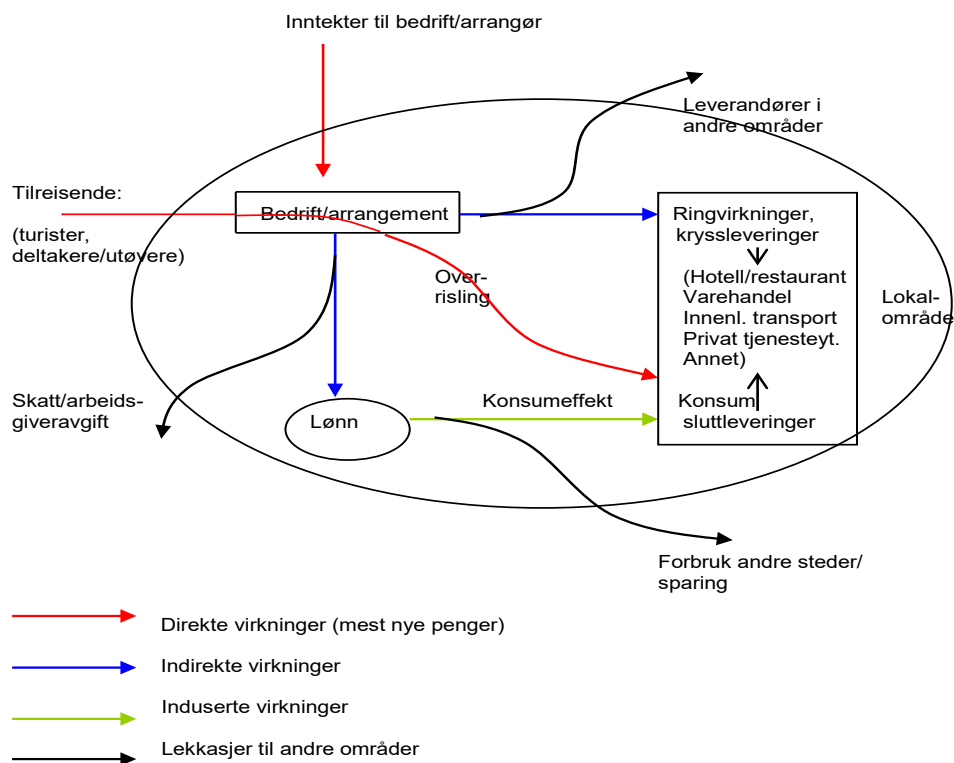 Inntekter til bedrift/arrangør
Leverandører i
andre områder
Tilreisende:
(turister,
deltakere/utøvere)
Bedrift/arrangement
Ringvirkninger,
kryssleveringer
(Hotell/restaurant
Varehandel
Innenl. transport
Privat tjenesteyt.
Annet)
Konsum
sluttleveringer
Lokal-
område
Over-
risling
Skatt/arbeids-
giveravgift
Lønn
Konsumeffekt
Forbruk andre steder/
sparing
Direkte virkninger (mest nye penger)
Indirekte virkninger
Induserte virkninger
Lekkasjer til andre områder